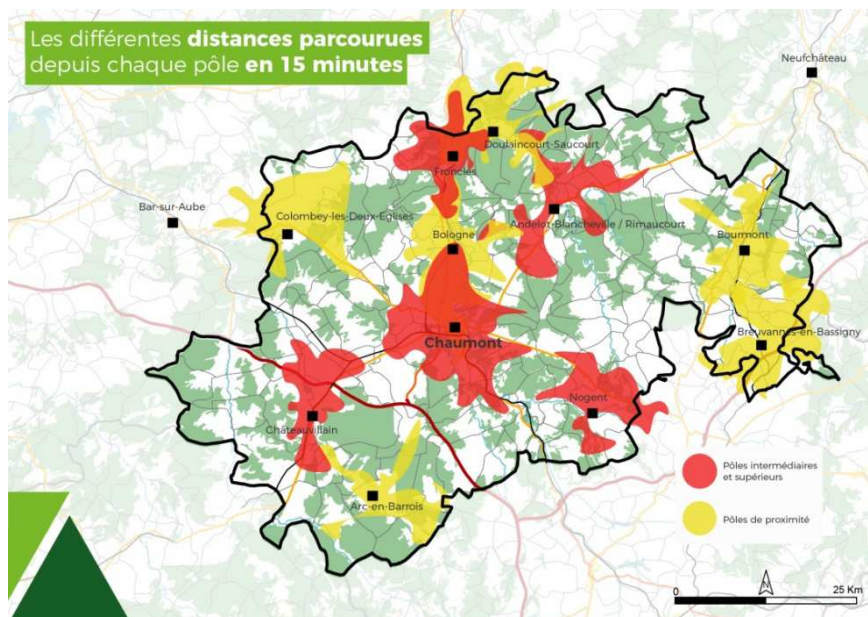 Les différentes distances parcourues
depuis chaque pôle en 15 minutes
Neufchâteau
Doulaincourt-Saucourt
Froncles
Bar-sur-Aube
Colombey-les-Deux-Eglises
Andelot-Blancheville / Rimaucourt
Bologne
Bourmont
Chaumont
Breuvannes-en-Bassigny
Nogent
Châteauvillain
Arc-en-Barrois
Pôles intermédiaires
et supérieurs
Pôles de proximité
N
0
25 Km